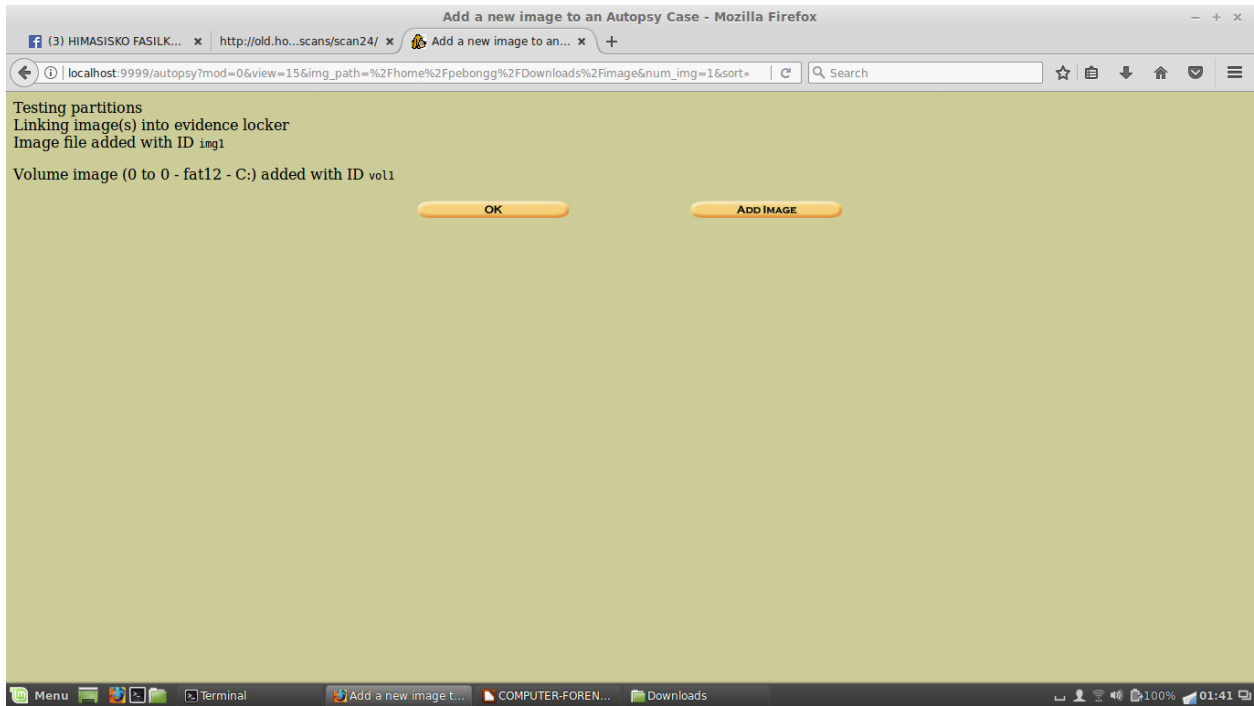 Add a new image to an Autopsy Case - Mozilla Firefox
(3) HIMASISKO FASILK... × http://old.ho...scans/scan24/ × Add a new image to an... × +
localhost:9999/autopsy?mod=0&view=15&img_path=%2Fhome%2Fpebongg%2FDownloads%2Fimage&num_img=1&sort= Search
Testing partitions
Linking image(s) into evidence locker
Image file added with ID img1
Volume image (0 to 0 - fat12 - C:) added with ID vol1
OK ADD IMAGE
Menu Terminal Add a new image t... COMPUTER-FOREN... Downloads 100% 01:41